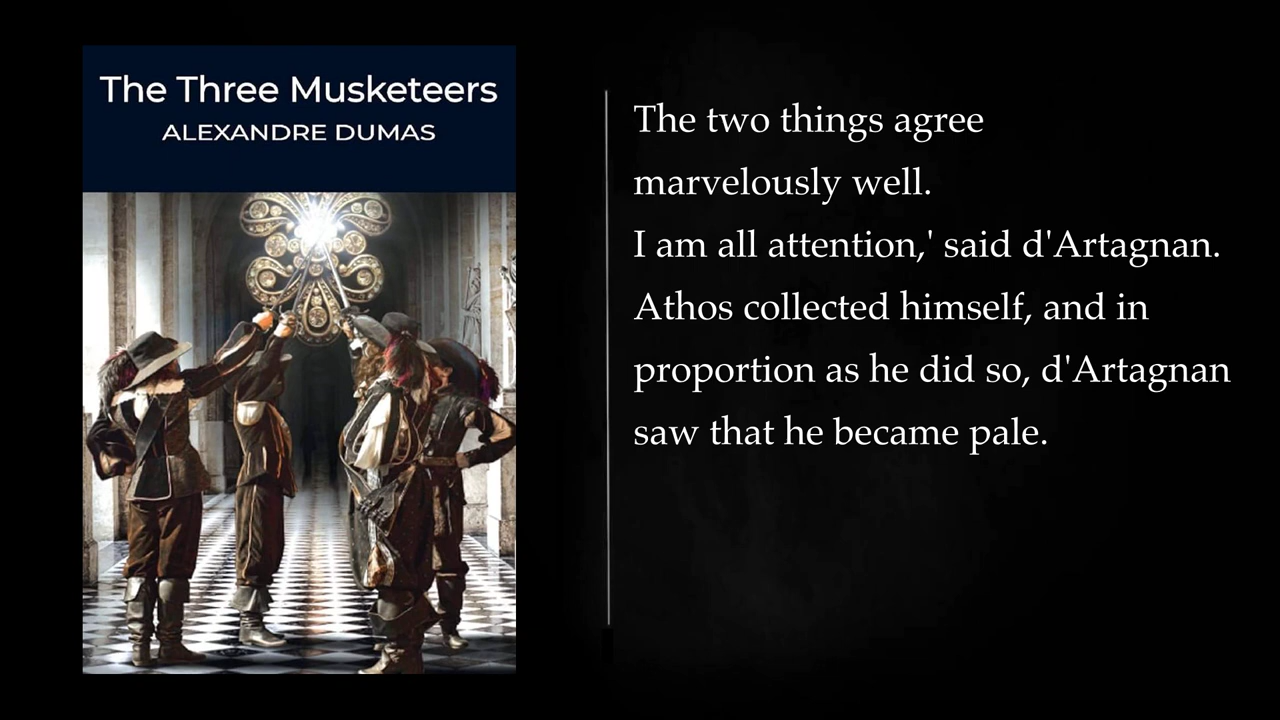 The Three Musketeers
ALEXANDRE DUMAS
The two things agree
marvelously well.
I am all attention,' said d'Artagnan.
Athos collected himself, and in
proportion as he did so, d'Artagnan
saw that he became pale.